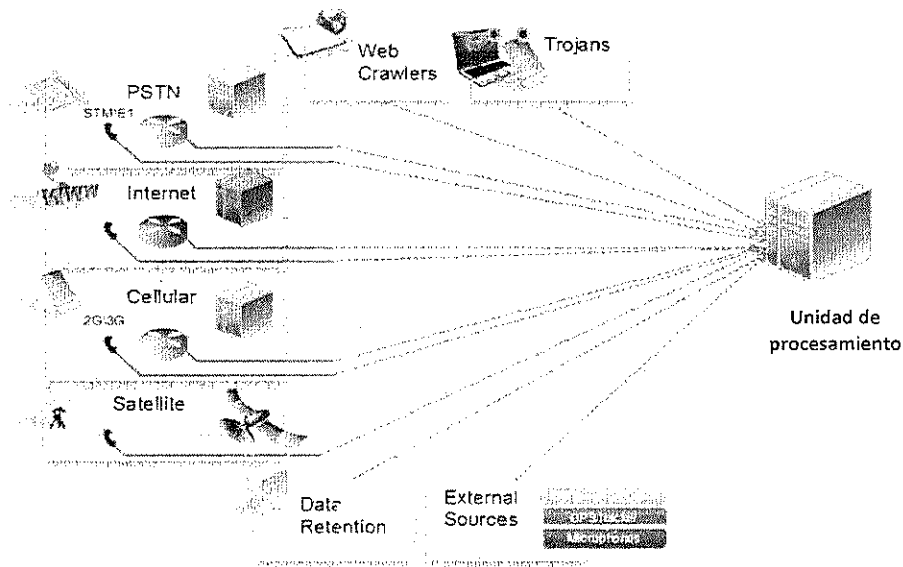 Web
Crawlers
Trojans
PSTN
STM\E1
Internet
Cellular
2G\3G
Satellite
Unidad de
procesamiento
Data
Retention
External
Sources